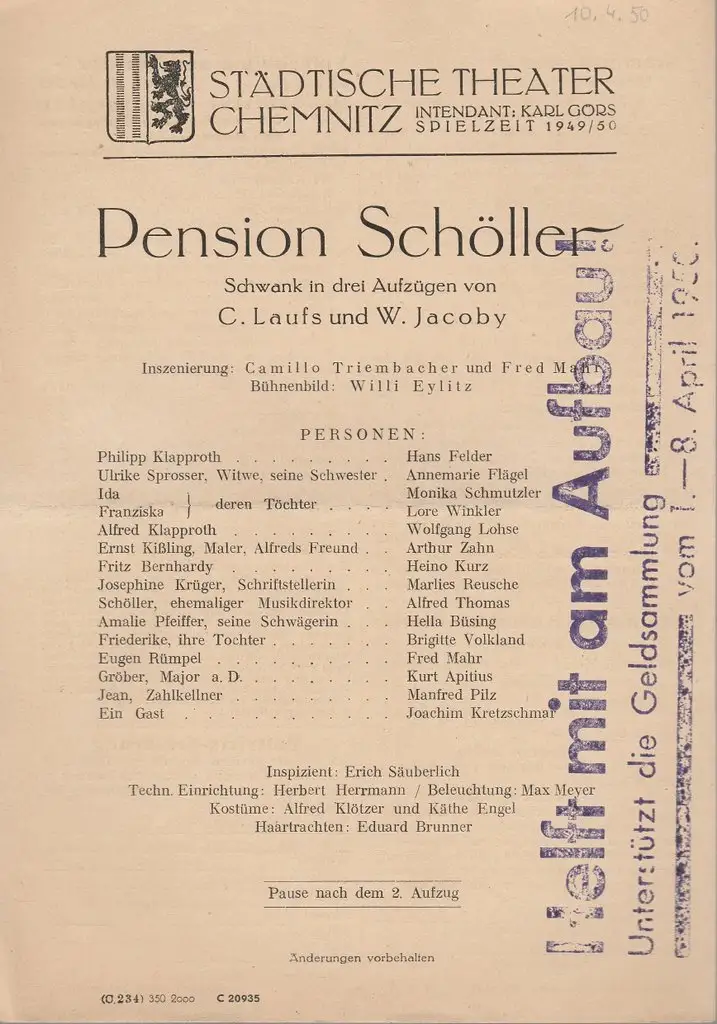 10. 4. 50
STÄDTISCHE THEATER
CHEMNITZ INTENDANT: KARL GÖRS
SPIELZEIT 1949/50
Pension Schöller
Schwank in drei Aufzügen von
C. Laufs und W. Jacoby
Inszenierung: Camillo Triembacher und Fred Mahr
Bühnenbild: Willi Eylitz
PERSONEN:
Philipp Klapproth . . . . . . . . . Hans Felder
Ulrike Sprosser, Witwe, seine Schwester . Annemarie Flägel
Ida } deren Töchter . . . . Monika Schmutzler
Franziska Lore Winkler
Alfred Klapproth . . . . . . . . . Wolfgang Lohse
Ernst Kißling, Maler, Alfreds Freund . . Arthur Zahn
Fritz Bernhardy . . . . . . . . . Heino Kurz
Josephine Krüger, Schriftstellerin . . . Marlies Reusche
Schöller, ehemaliger Musikdirektor . . Alfred Thomas
Amalie Pfeiffer, seine Schwägerin . . . Hella Büsing
Friederike, ihre Tochter . . . . . . . Brigitte Volkland
Eugen Rümpel . . . . . . . . . . Fred Mahr
Gröber, Major a. D. . . . . . . . . Kurt Apitius
Jean, Zahlkellner . . . . . . . . . Manfred Pilz
Ein Gast . . . . . . . . . . . Joachim Kretzschmar
Inspizient: Erich Säuberlich
Techn. Einrichtung: Herbert Herrmann / Beleuchtung: Max Meyer
Kostüme: Alfred Klötzer und Käthe Engel
Haartrachten: Eduard Brunner
Pause nach dem 2. Aufzug
Änderungen vorbehalten
(C.234) 350 2000 C 20935
Helft mit am Aufbau!
Unterstützt die Geldsammlung
vom 1.—8. April 1950.